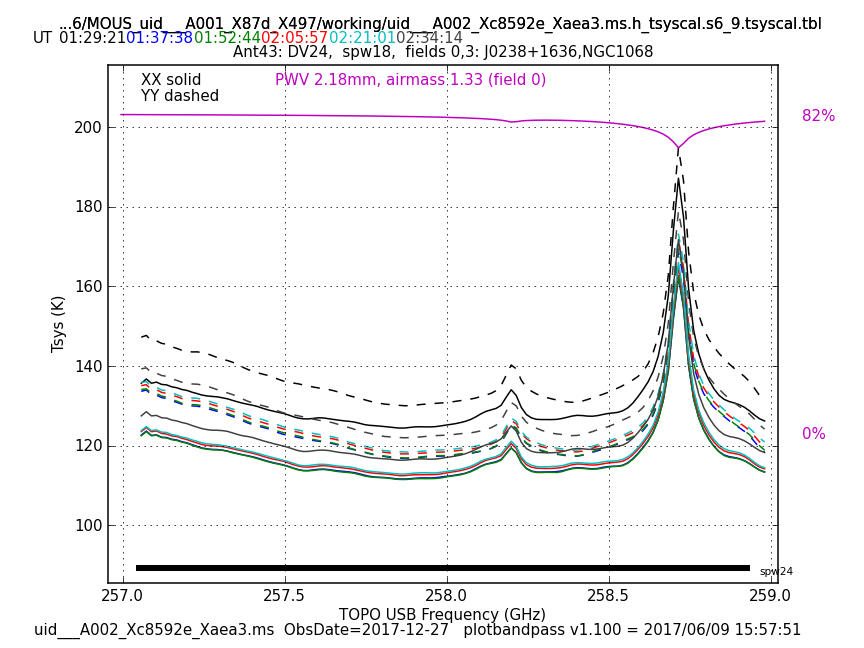 ...6/MOUS_uid___A001_X87d_X497/working/uid___A002_Xc8592e_Xaea3.ms.h_tsyscal.s6_9.tsyscal.tbl
UT 01:29:21 01:37:38 01:52:44 02:05:57 02:21:01 02:34:14
Ant43: DV24,  spw18,  fields 0,3: J0238+1636,NGC1068
XX solid
PWV 2.18mm, airmass 1.33 (field 0)
YY dashed
82%
200
180
160
Tsys (K)
140
0%
120
100
spw24
257.0 257.5 258.0 258.5 259.0
TOPO USB Frequency (GHz)
uid___A002_Xc8592e_Xaea3.ms  ObsDate=2017-12-27   plotbandpass v1.100 = 2017/06/09 15:57:51